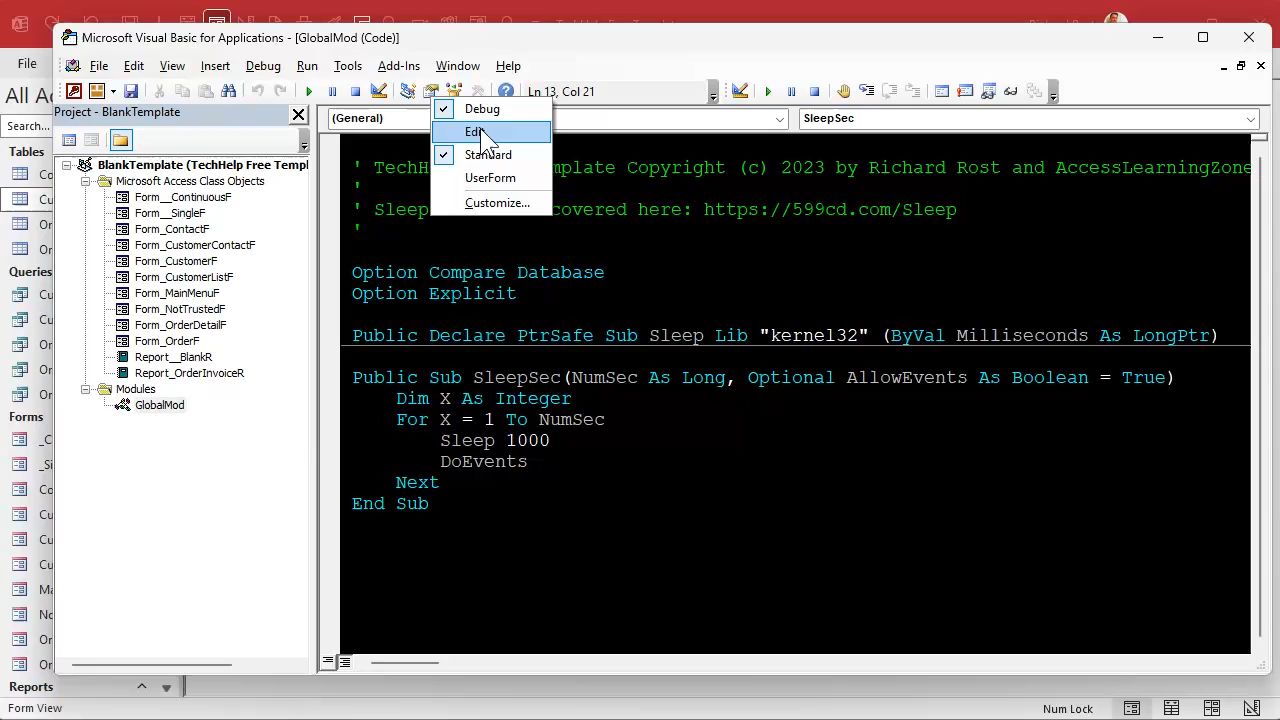 Microsoft Visual Basic for Applications - [GlobalMod (Code)]
File
File Edit View Insert Debug Run Tools Add-Ins Window Help
All Ac
Ln 13, Col 21
Project - BlankTemplate
Debug
Edit
Standard
UserForm
Customize...
(General)
SleepSec
Search...
Tables
Queries
Forms
Reports
BlankTemplate (TechHelp Free Templ
Microsoft Access Class Objects
Form__ContinuousF
Form__SingleF
Form_ContactF
Form_CustomerContactF
Form_CustomerF
Form_CustomerListF
Form_MainMenuF
Form_NotTrustedF
Form_OrderDetailF
Form_OrderF
Report__BlankR
Report_OrderInvoiceR
Modules
GlobalMod
' TechH mplate Copyright (c) 2023 by Richard Rost and AccessLearningZone
'
' Sleep covered here: https://599cd.com/Sleep
'
Option Compare Database
Option Explicit
Public Declare PtrSafe Sub Sleep Lib "kernel32" (ByVal Milliseconds As LongPtr)
Public Sub SleepSec(NumSec As Long, Optional AllowEvents As Boolean = True)
Dim X As Integer
For X = 1 To NumSec
Sleep 1000
DoEvents
Next
End Sub
Form View
Num Lock